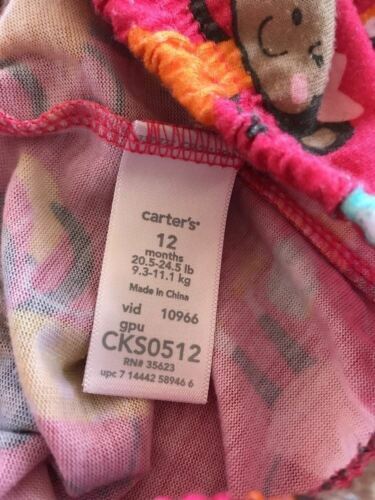 carter's®
12
months
20.5-24.5 lb
9.3-11.1 kg
Made in China
vid 10966
gpu
CKS0512
RN# 35623
upc 7 14442 58946 6